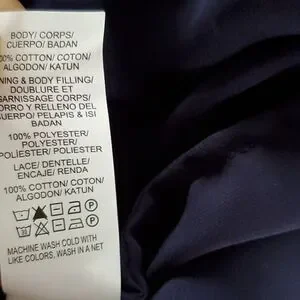 BODY/ CORPS/
CUERPO/ BADAN
100% COTTON/ COTON/
ALGODON/ KATUN
& BODY FILLING/
DOUBLURE ET
GARNISSAGE CORPS/
Y RELLENO DEL
CUERPO/ PELAPIS & ISI
BADAN
100% POLYESTER/
POLYESTER/
POLIESTER/ POLIESTER
LACE/ DENTELLE/
ENCAJE/ RENDA
100% COTTON/ COTON/
ALGODON/ KATUN
30
P
MACHINE WASH COLD WITH
LIKE COLORS, WASH IN A NET